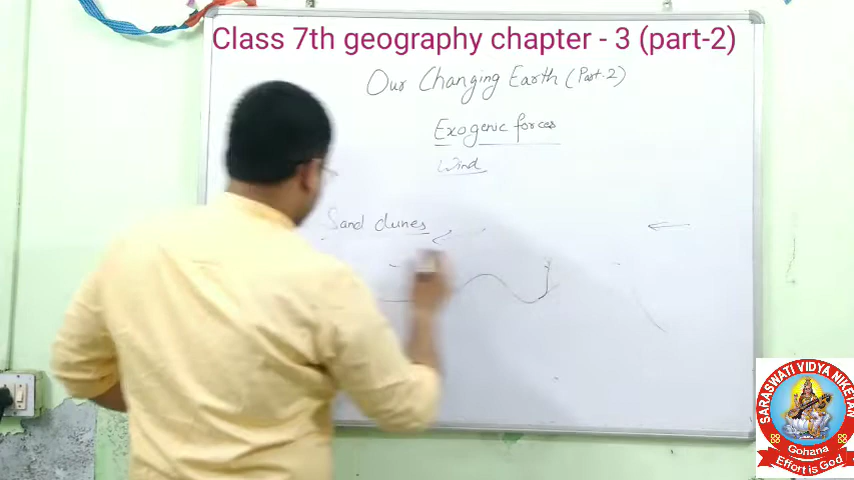 Class 7th geography chapter - 3 (part-2)
Our Changing Earth (Part-2)
Exogenic forces
Wind
Sand dunes
SARASWATI VIDYA NIKETAN
Gohana
Effort is God